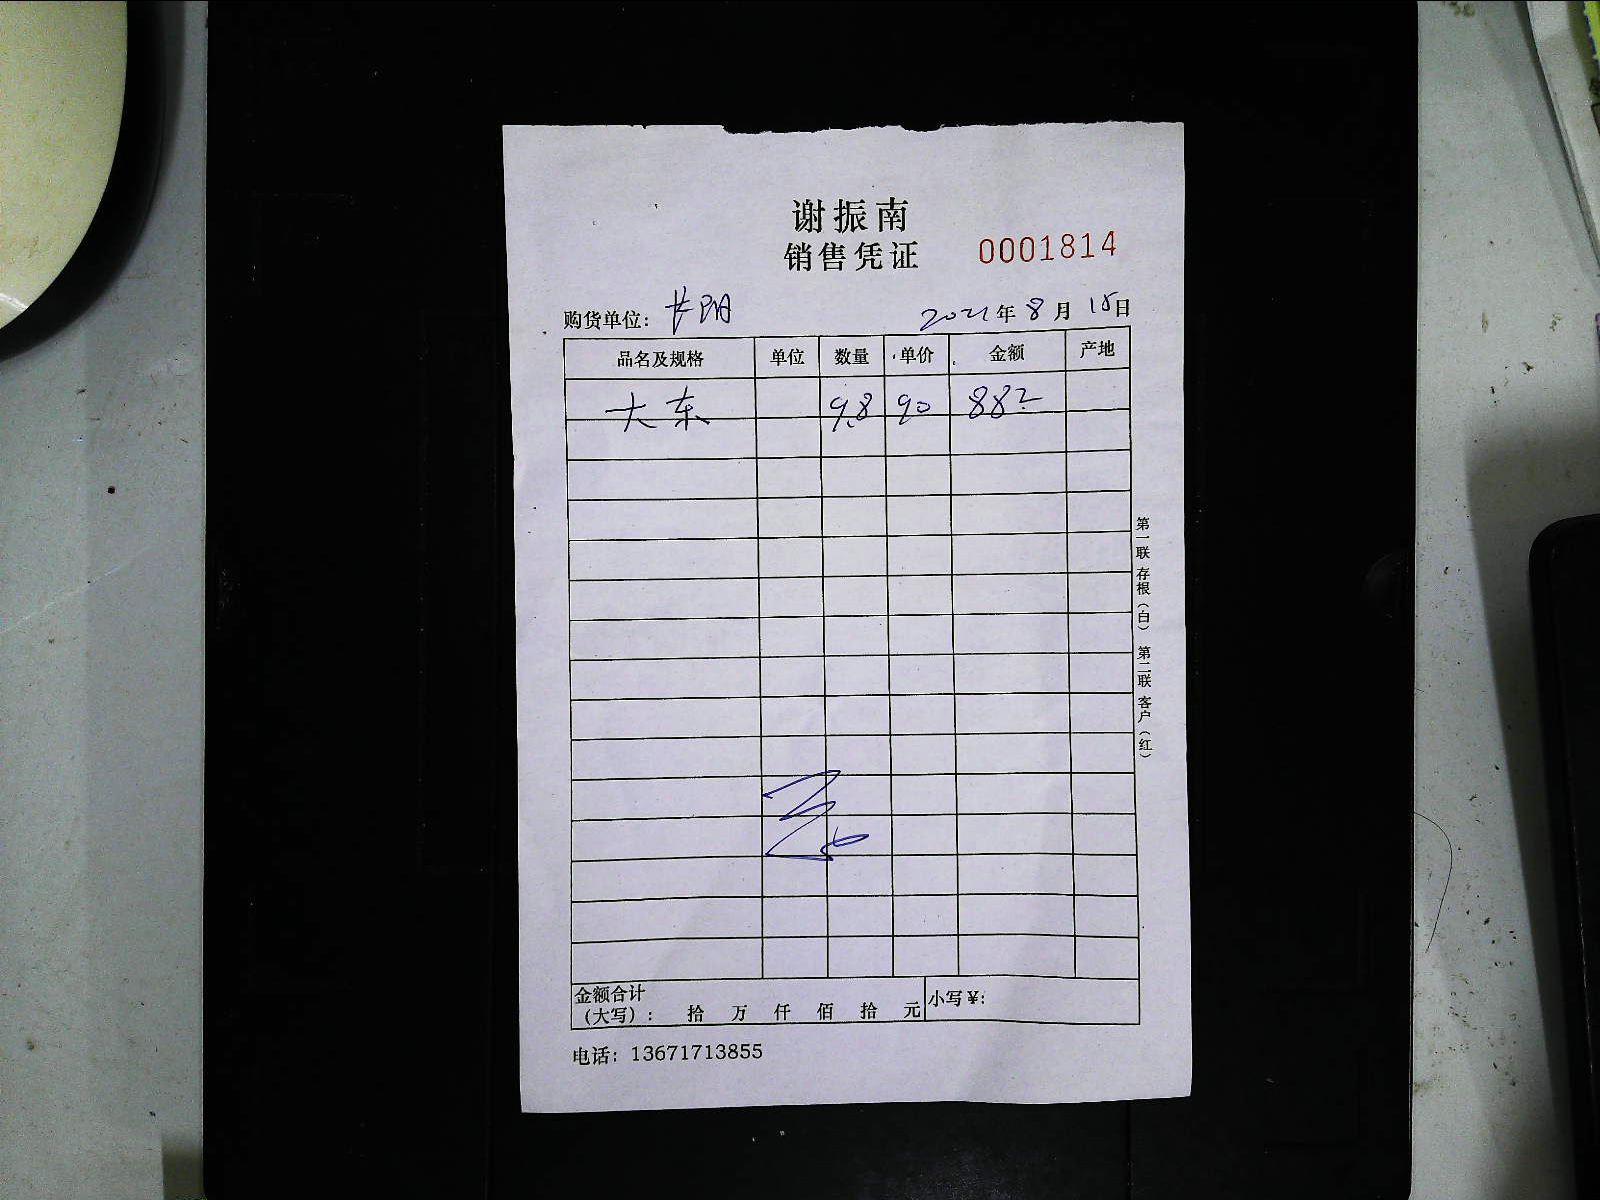 谢振南
销售凭证 0001814
购货单位：长阳 2021年8月15日
品名及规格 单位 数量 单价 金额 产地
大东 9.8 90 882
第一联 存根（白） 第二联 客户（红）
金额合计
（大写）： 拾 万 仟 佰 拾 元 小写￥:
电话：13671713855